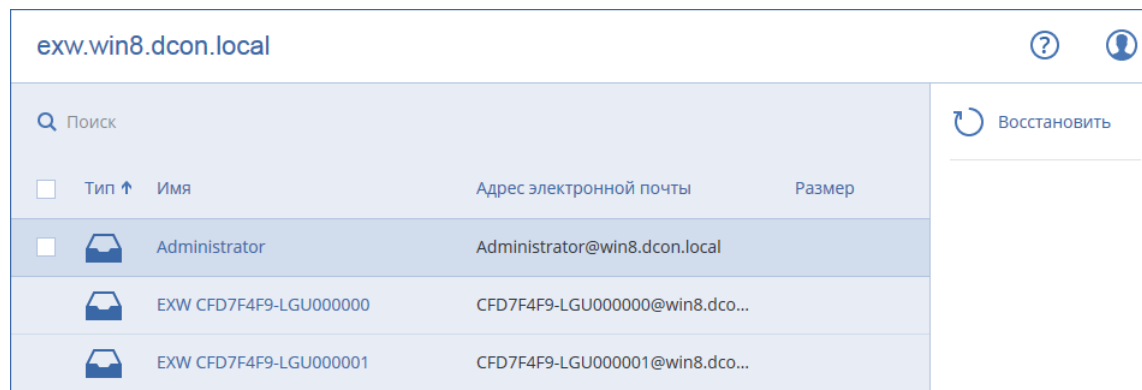 exw.win8.dcon.local
?
Поиск
Восстановить
Тип ↑ Имя Адрес электронной почты Размер
Administrator Administrator@win8.dcon.local
EXW CFD7F4F9-LGU000000 CFD7F4F9-LGU000000@win8.dco...
EXW CFD7F4F9-LGU000001 CFD7F4F9-LGU000001@win8.dco...